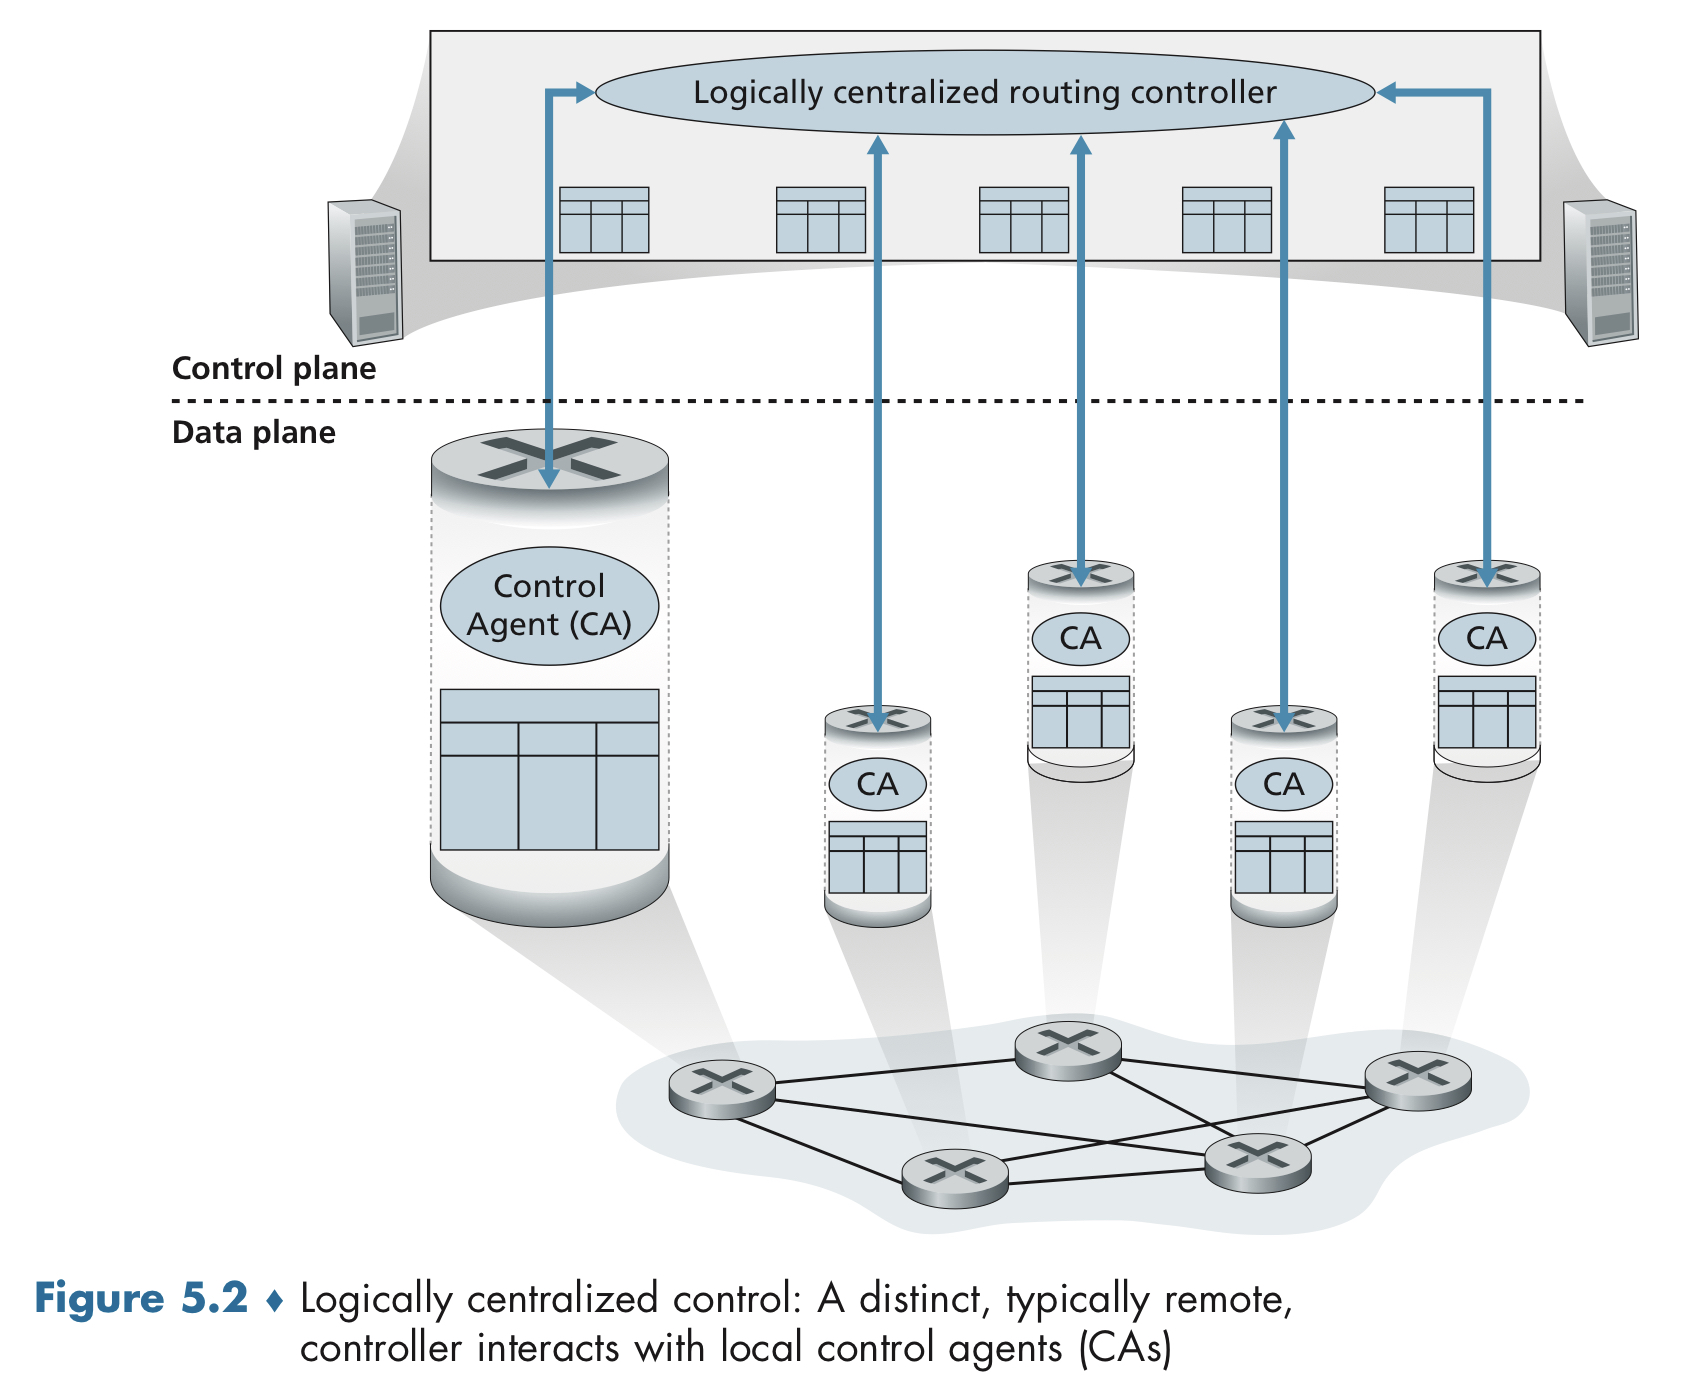 Logically centralized routing controller
Control plane
Data plane
Control
Agent (CA)
CA
CA
CA
CA
Figure 5.2 ♦ Logically centralized control: A distinct, typically remote,
controller interacts with local control agents (CAs)